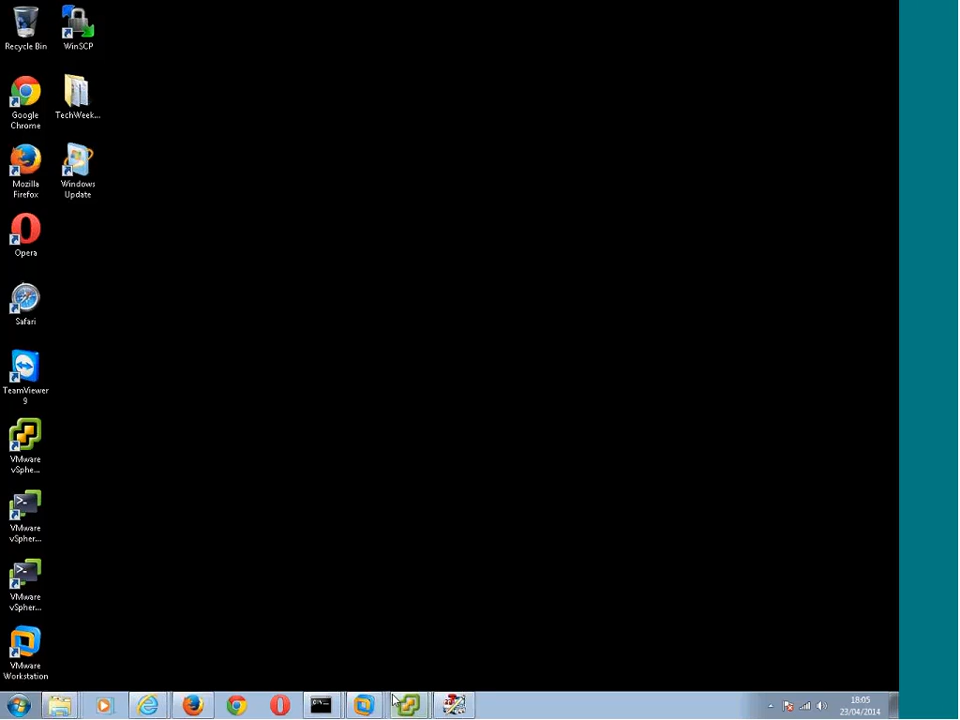 Recycle Bin
WinSCP
Google
Chrome
TechWeek...
Mozilla
Firefox
Windows
Update
Opera
Safari
TeamViewer
9
VMware
vSphe...
VMware
vSpher...
VMware
vSpher...
VMware
Workstation
18:05
23/04/2014